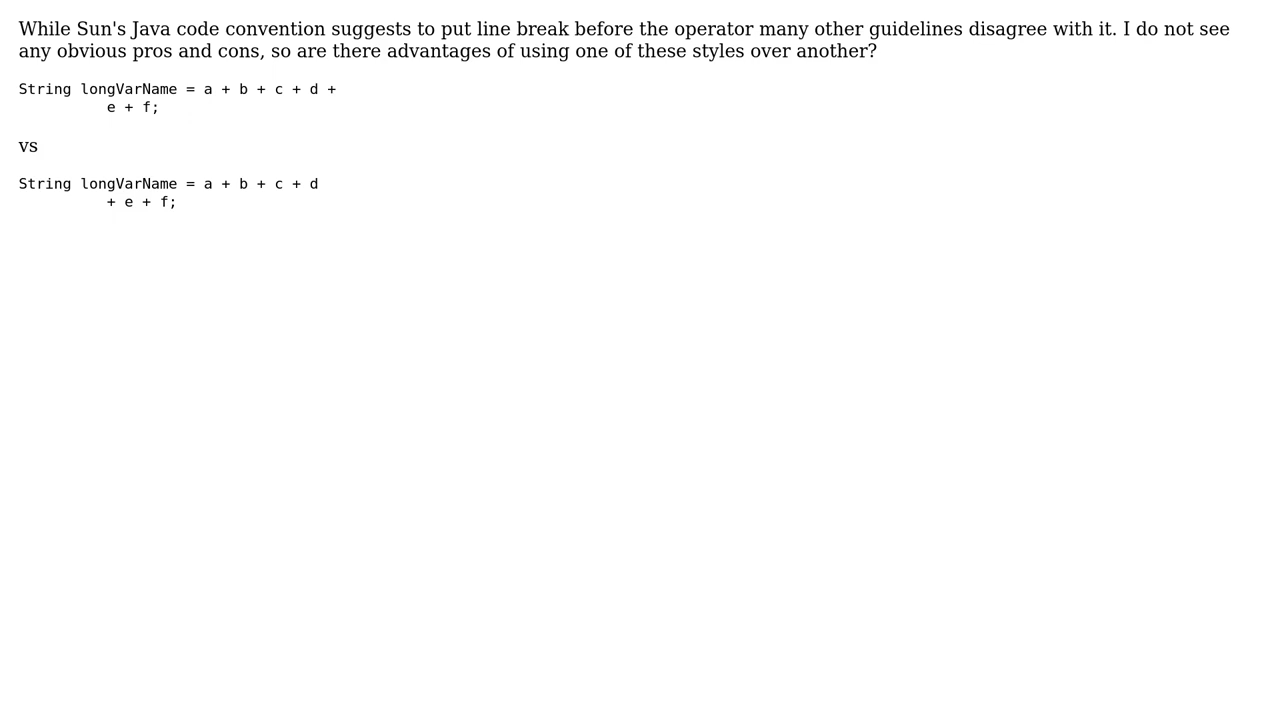 While Sun's Java code convention suggests to put line break before the operator many other guidelines disagree with it. I do not see
any obvious pros and cons, so are there advantages of using one of these styles over another?
String longVarName = a + b + c + d +
          e + f;
vs
String longVarName = a + b + c + d
          + e + f;